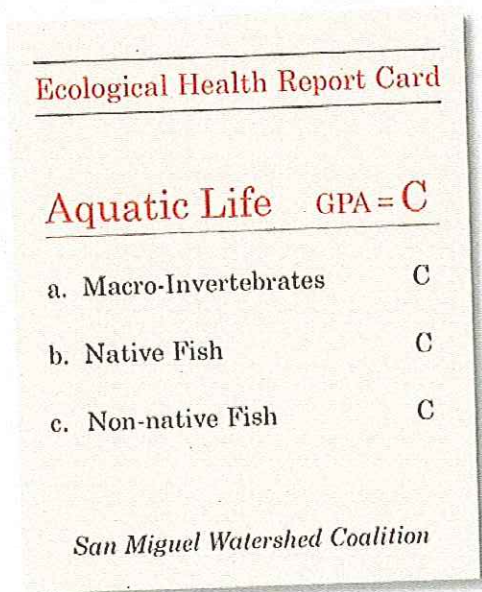 Ecological Health Report Card
Aquatic Life GPA = C
a. Macro-Invertebrates C
b. Native Fish C
c. Non-native Fish C
San Miguel Watershed Coalition